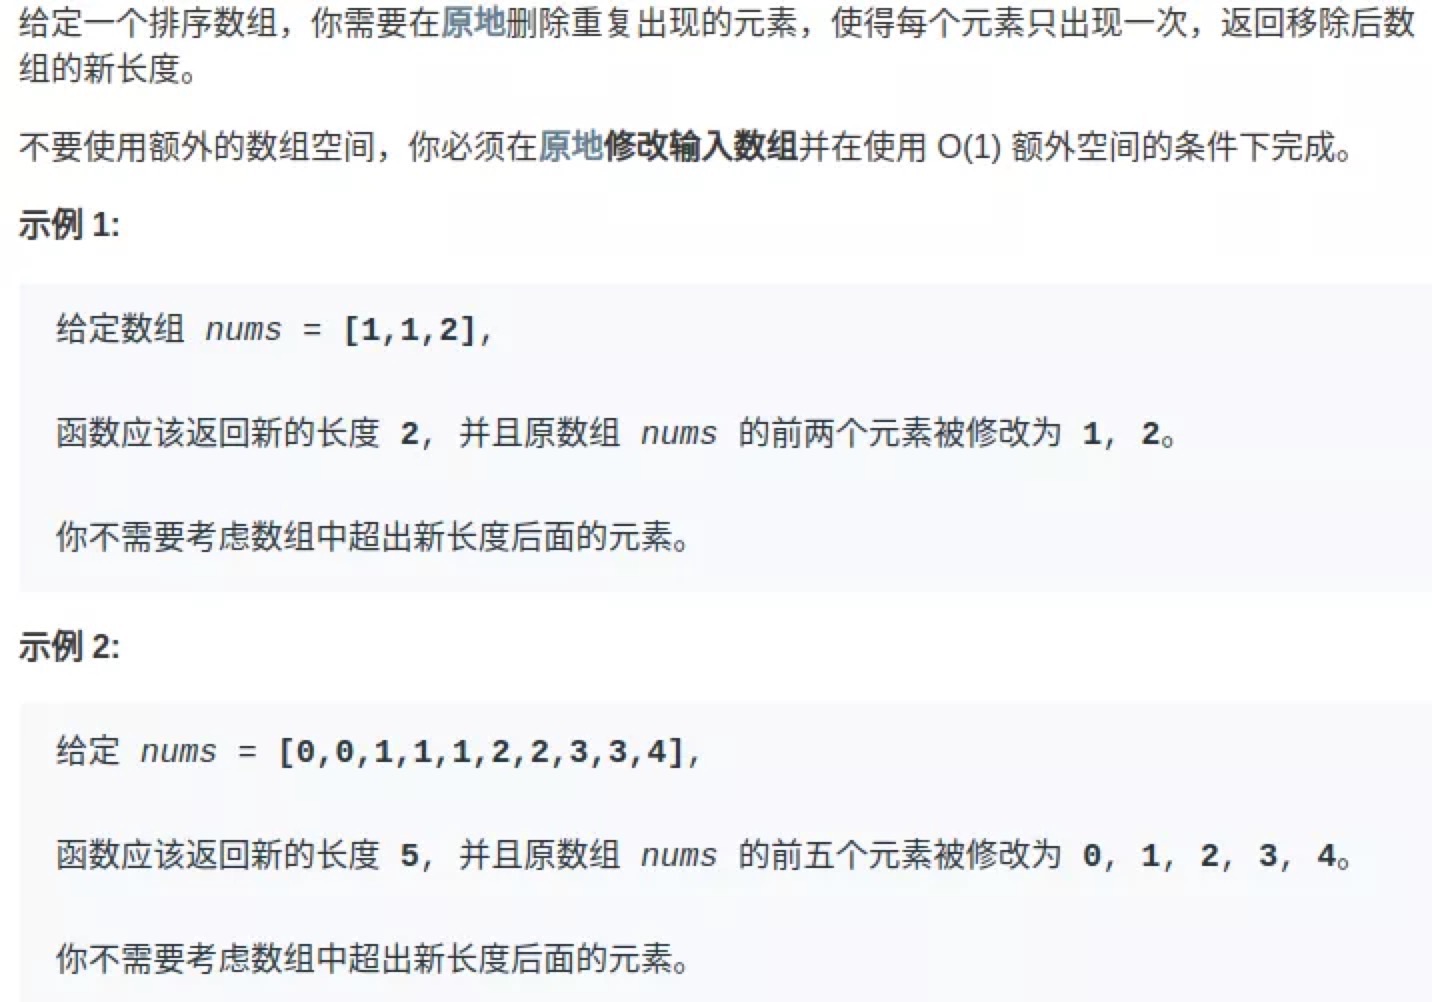 给定一个排序数组，你需要在原地删除重复出现的元素，使得每个元素只出现一次，返回移除后数
组的新长度。
不要使用额外的数组空间，你必须在原地修改输入数组并在使用 O(1) 额外空间的条件下完成。
示例 1:
给定数组 nums = [1,1,2],
函数应该返回新的长度 2, 并且原数组 nums 的前两个元素被修改为 1, 2。
你不需要考虑数组中超出新长度后面的元素。
示例 2:
给定 nums = [0,0,1,1,1,2,2,3,3,4],
函数应该返回新的长度 5, 并且原数组 nums 的前五个元素被修改为 0, 1, 2, 3, 4。
你不需要考虑数组中超出新长度后面的元素。